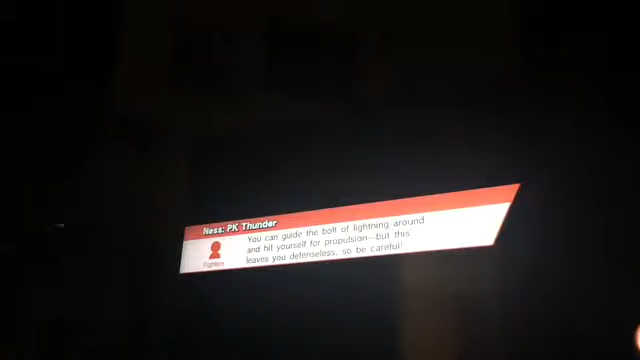 Ness: PK Thunder
You can guide the bolt of lightning around
and hit yourself for propulsion—but this
leaves you defenseless, so be careful!
Fighters